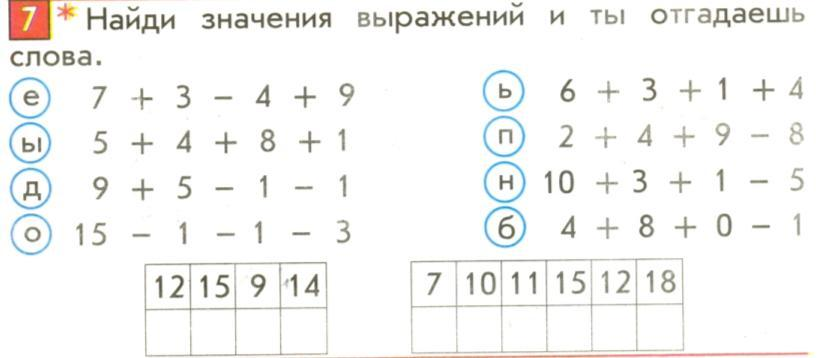 7 * Найди значения выражений и ты отгадаешь
слова.
е 7 + 3 − 4 + 9
ы 5 + 4 + 8 + 1
д 9 + 5 − 1 − 1
о 15 − 1 − 1 − 3
ь 6 + 3 + 1 + 4
п 2 + 4 + 9 − 8
н 10 + 3 + 1 − 5
б 4 + 8 + 0 − 1
12 15 9 14
7 10 11 15 12 18